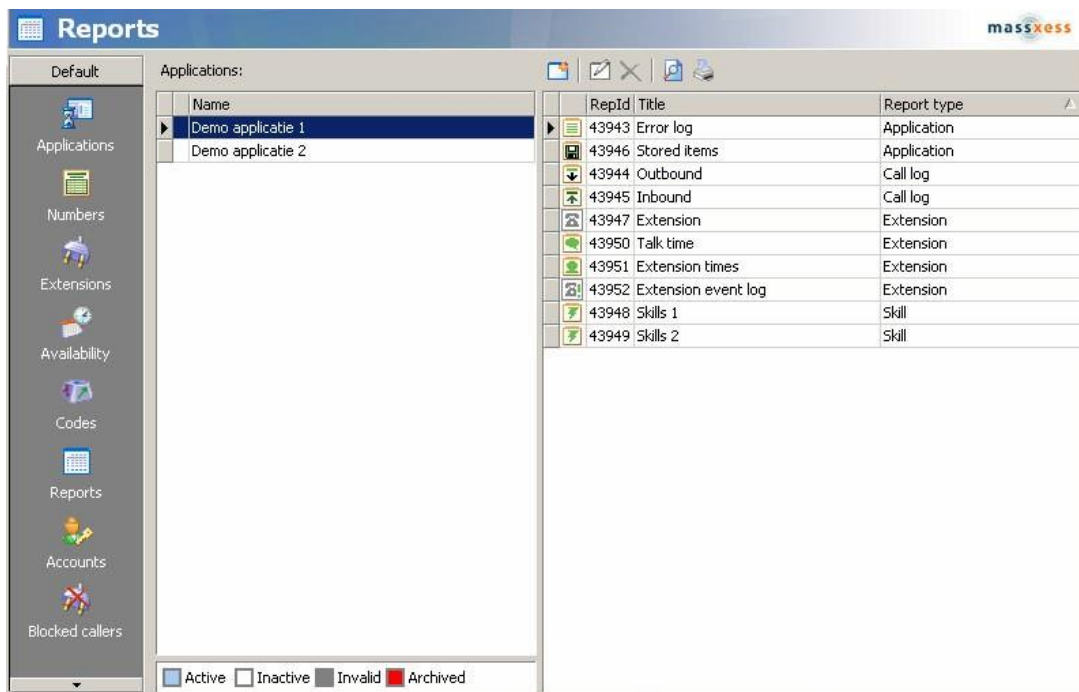 Reports
massxess
Default
Applications
Numbers
Extensions
Availability
Codes
Reports
Accounts
Blocked callers
Applications:
Name
Demo applicatie 1
Demo applicatie 2
Active Inactive Invalid Archived
RepId Title Report type
43943 Error log Application
43946 Stored items Application
43944 Outbound Call log
43945 Inbound Call log
43947 Extension Extension
43950 Talk time Extension
43951 Extension times Extension
43952 Extension event log Extension
43948 Skills 1 Skill
43949 Skills 2 Skill